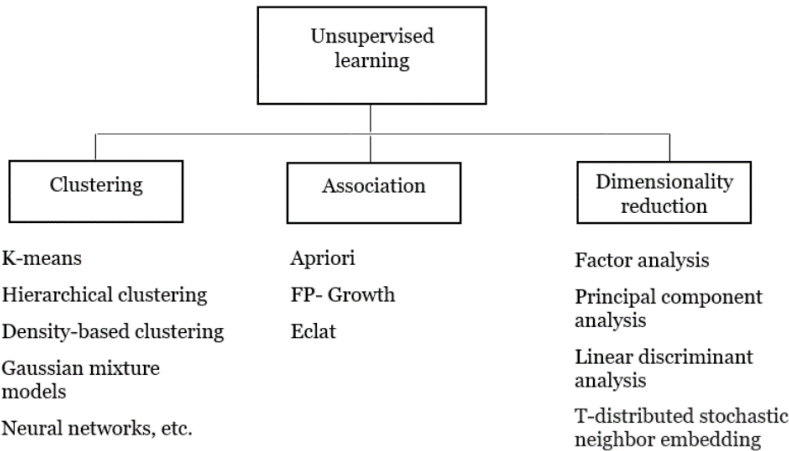 Unsupervised
learning
Clustering
K-means
Hierarchical clustering
Density-based clustering
Gaussian mixture
models
Neural networks, etc.
Association
Apriori
FP- Growth
Eclat
Dimensionality
reduction
Factor analysis
Principal component
analysis
Linear discriminant
analysis
T-distributed stochastic
neighbor embedding